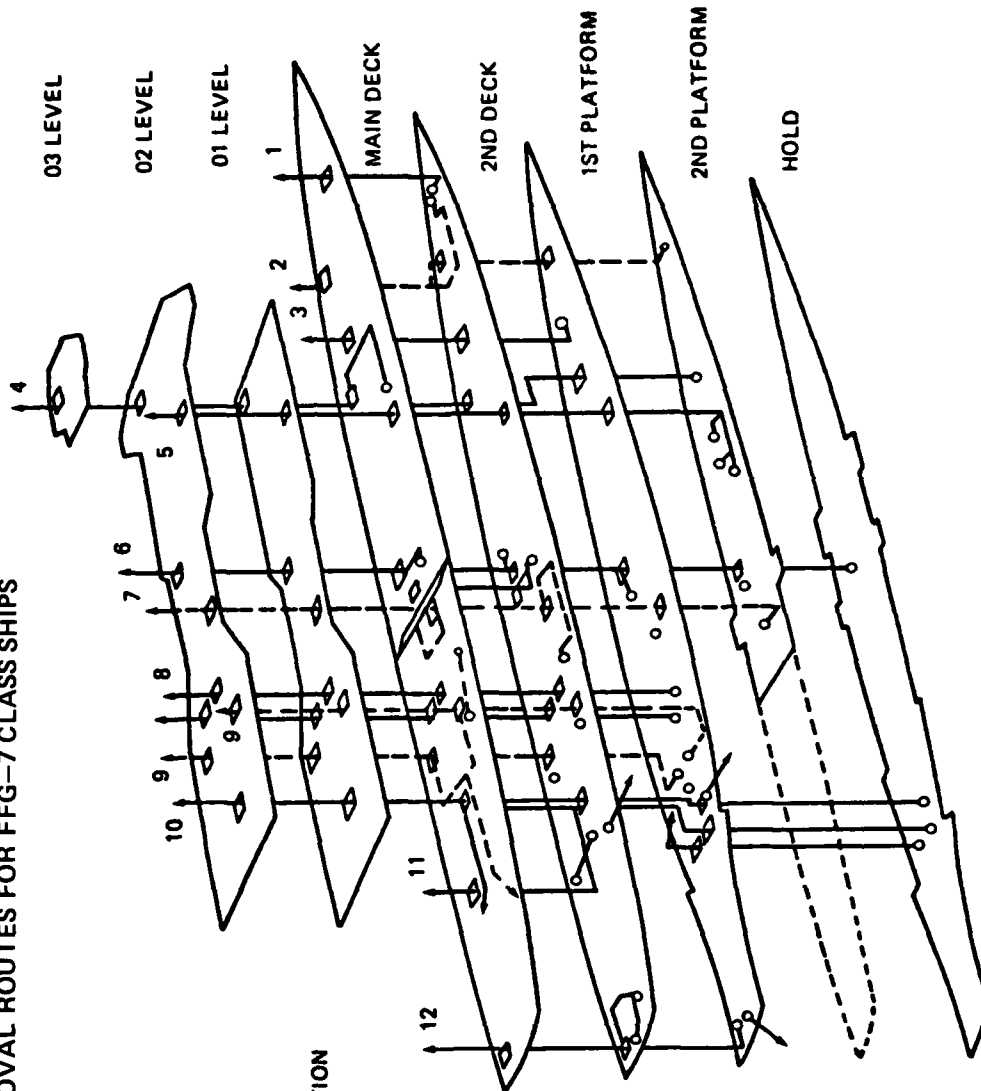 OVAL ROUTES FOR FFG-7 CLASS SHIPS
03 LEVEL
02 LEVEL
01 LEVEL
MAIN DECK
2ND DECK
1ST PLATFORM
2ND PLATFORM
HOLD
1
2
3
4
5
6
7
8
9
9
10
11
12
TION